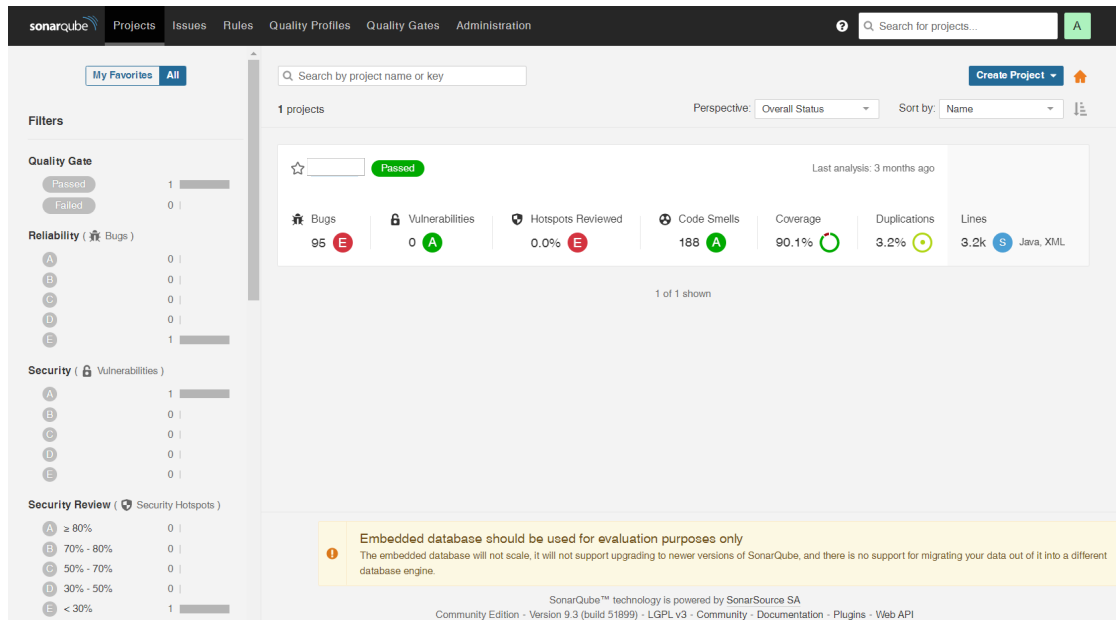 sonarqube Projects Issues Rules Quality Profiles Quality Gates Administration ? Search for projects... A
My Favorites All
Search by project name or key
Create Project
1 projects
Perspective: Overall Status
Sort by: Name
Filters
Quality Gate
Passed 1
Failed 0
Reliability ( Bugs )
A 0
B 0
C 0
D 0
E 1
Security ( Vulnerabilities )
A 1
B 0
C 0
D 0
E 0
Security Review ( Security Hotspots )
A ≥ 80% 0
B 70% - 80% 0
C 50% - 70% 0
D 30% - 50% 0
E < 30% 1
Passed
Last analysis: 3 months ago
Bugs Vulnerabilities Hotspots Reviewed Code Smells Coverage Duplications Lines
95 E 0 A 0.0% E 188 A 90.1% 3.2% 3.2k S Java, XML
1 of 1 shown
Embedded database should be used for evaluation purposes only
The embedded database will not scale, it will not support upgrading to newer versions of SonarQube, and there is no support for migrating your data out of it into a different
database engine.
SonarQube™ technology is powered by SonarSource SA
Community Edition - Version 9.3 (build 51899) - LGPL v3 - Community - Documentation - Plugins - Web API